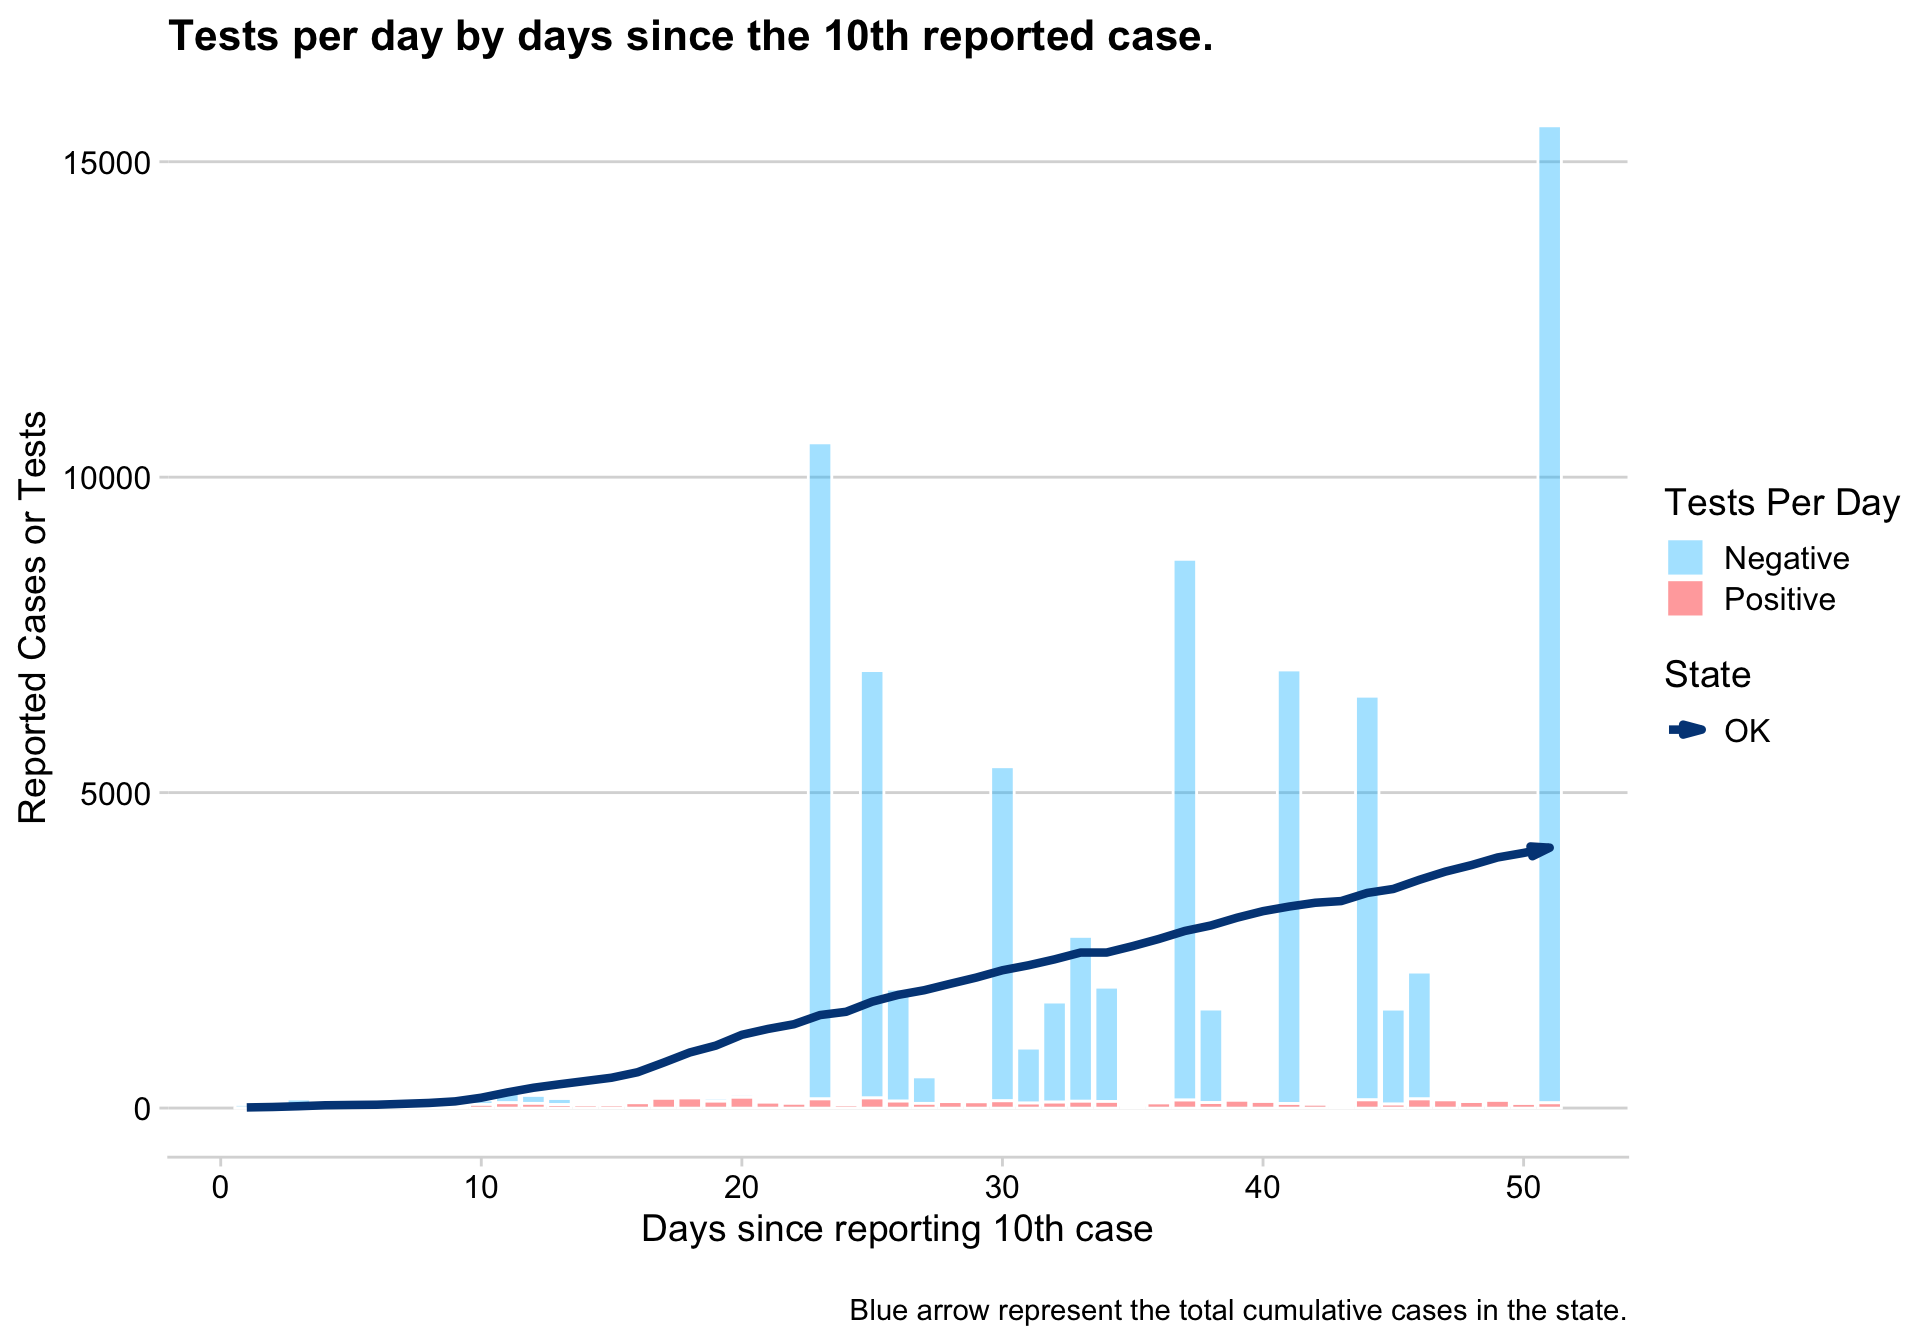 Tests per day by days since the 10th reported case.
15000
10000
5000
0
Reported Cases or Tests
0 10 20 30 40 50
Days since reporting 10th case
Tests Per Day
Negative
Positive
State
OK
Blue arrow represent the total cumulative cases in the state.